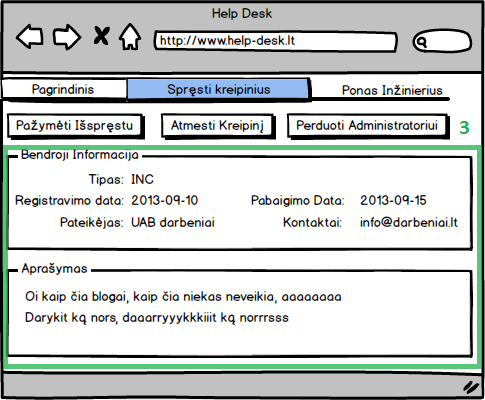 Help Desk
http://www.help-desk.lt
Pagrindinis Spręsti kreipinius Ponas Inžinierius
Pažymėti Išspręstu Atmesti Kreipinį Perduoti Administratoriui 3
Bendroji Informacija
Tipas: INC
Registravimo data: 2013-09-10 Pabaigimo Data: 2013-09-15
Pateikėjas: UAB darbeniai Kontaktai: info@darbeniai.lt
Aprašymas
Oi kaip čia blogai, kaip čia niekas neveikia, aaaaaaaa
Darykit ką nors, daaarryyykkkiiit ką norrrsss